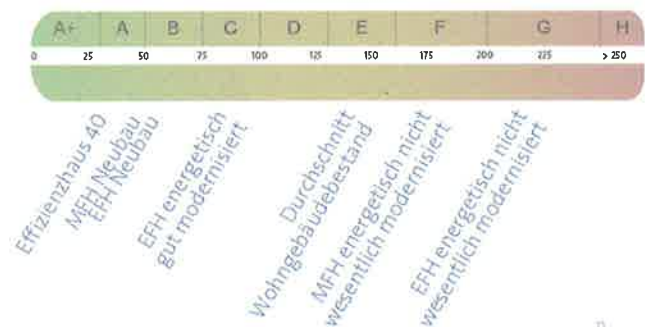 A+ A B C D E F G H
0 25 50 75 100 125 150 175 200 225 > 250
Effizienzhaus 40
MFH Neubau
EFH Neubau
EFH energetisch
gut modernisiert
Durchschnitt
Wohngebäudebestand
MFH energetisch nicht
wesentlich modernisiert
EFH energetisch nicht
wesentlich modernisiert